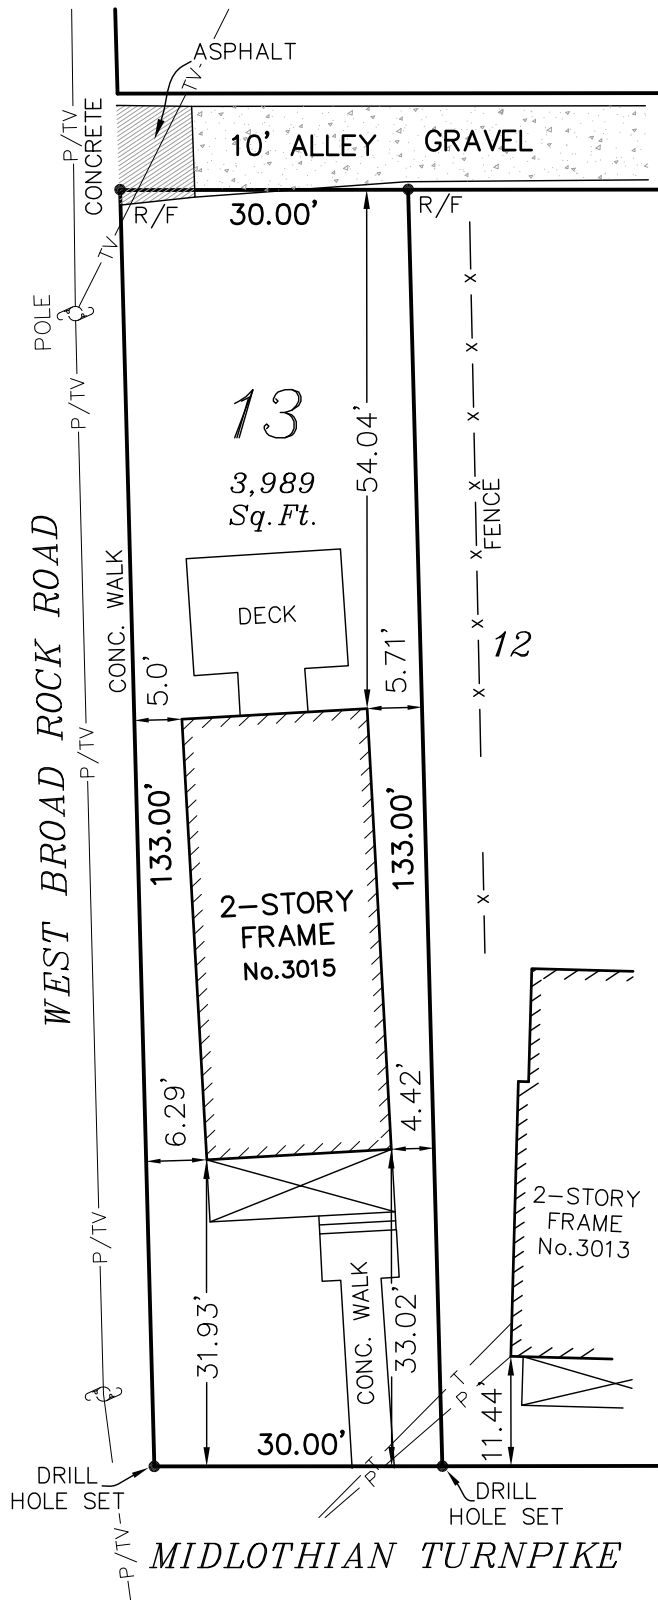 ASPHALT
TV
P/TV
CONCRETE
10' ALLEY GRAVEL
R/F
30.00'
R/F
TV
POLE
P/TV
13
3,989
Sq.Ft.
54.04'
FENCE
x
x
x
x
x
x
x
x
CONC. WALK
DECK
12
5.0'
5.71'
WEST BROAD ROCK ROAD
P/TV
133.00'
133.00'
2-STORY
FRAME
No.3015
6.29'
4.42'
2-STORY
FRAME
No.3013
P/TV
31.93'
CONC. WALK
33.02'
T
P
11.44'
30.00'
T
P
DRILL
HOLE SET
DRILL
HOLE SET
P/TV
MIDLOTHIAN TURNPIKE